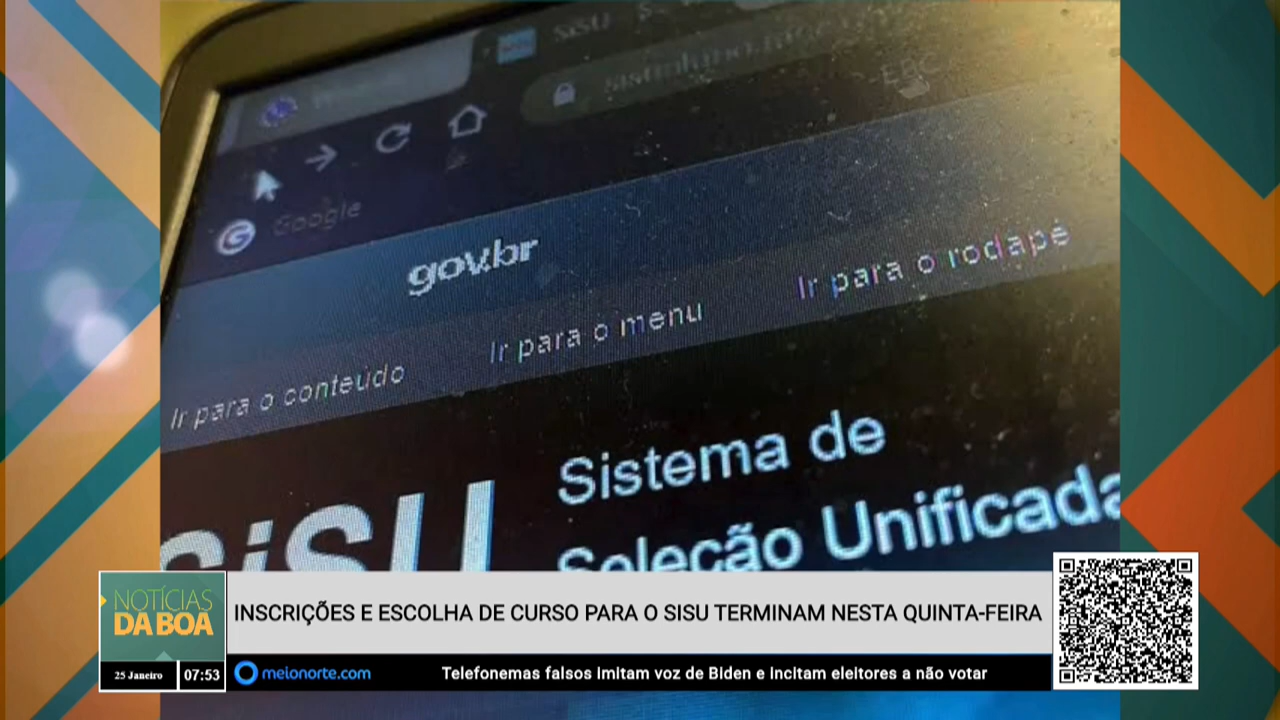 SiSU
EBC
Google
gov.br
Ir para o conteúdo
Ir para o menu
Ir para o rodapé
SiSU
Sistema de
Seleção Unificada
NOTÍCIAS
DA BOA
INSCRIÇÕES E ESCOLHA DE CURSO PARA O SISU TERMINAM NESTA QUINTA-FEIRA
25 Janeiro
07:53
meionorte.com
Telefonemas falsos imitam voz de Biden e incitam eleitores a não votar